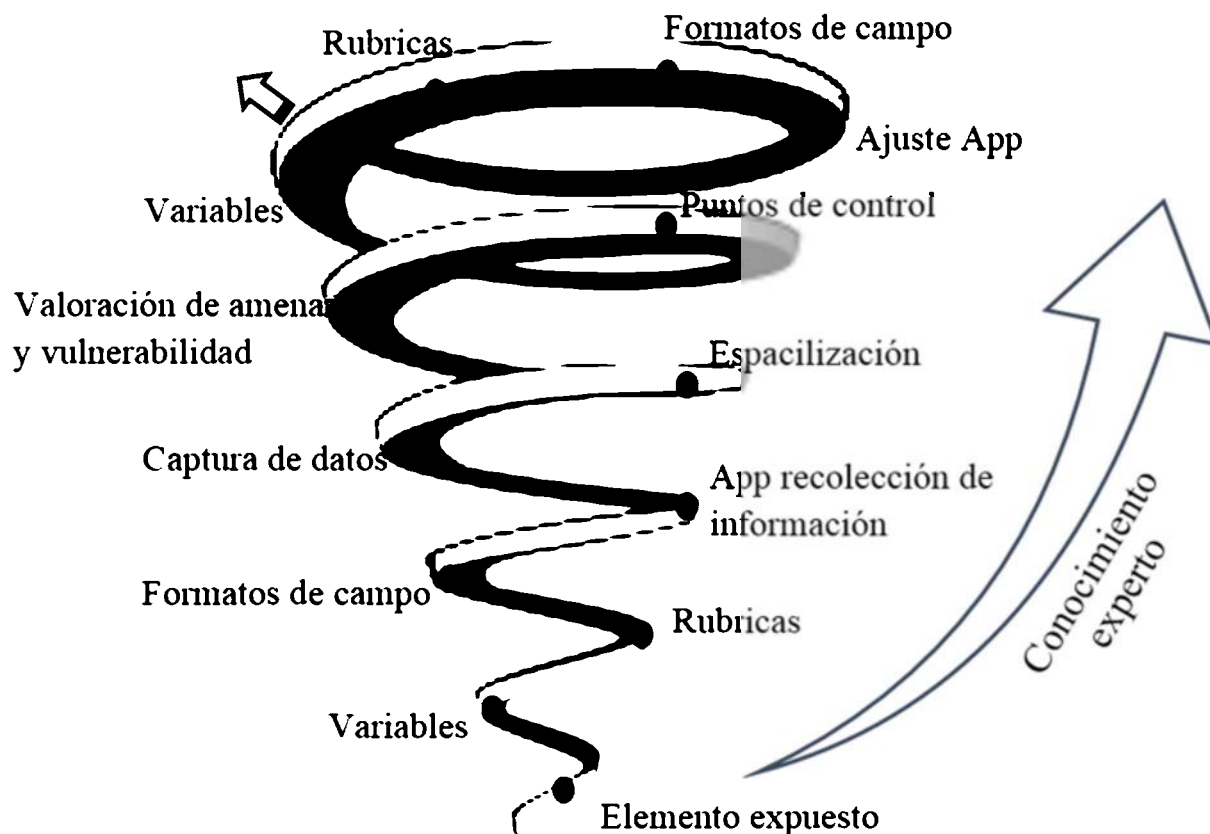 Formatos de campo
Rubricas
Ajuste App
Variables
Puntos de control
Valoración de amena
y vulnerabilidad
Espacilización
Captura de datos
App recolección de
información
Formatos de campo
Rubricas
Variables
Elemento expuesto
Conocimiento
experto